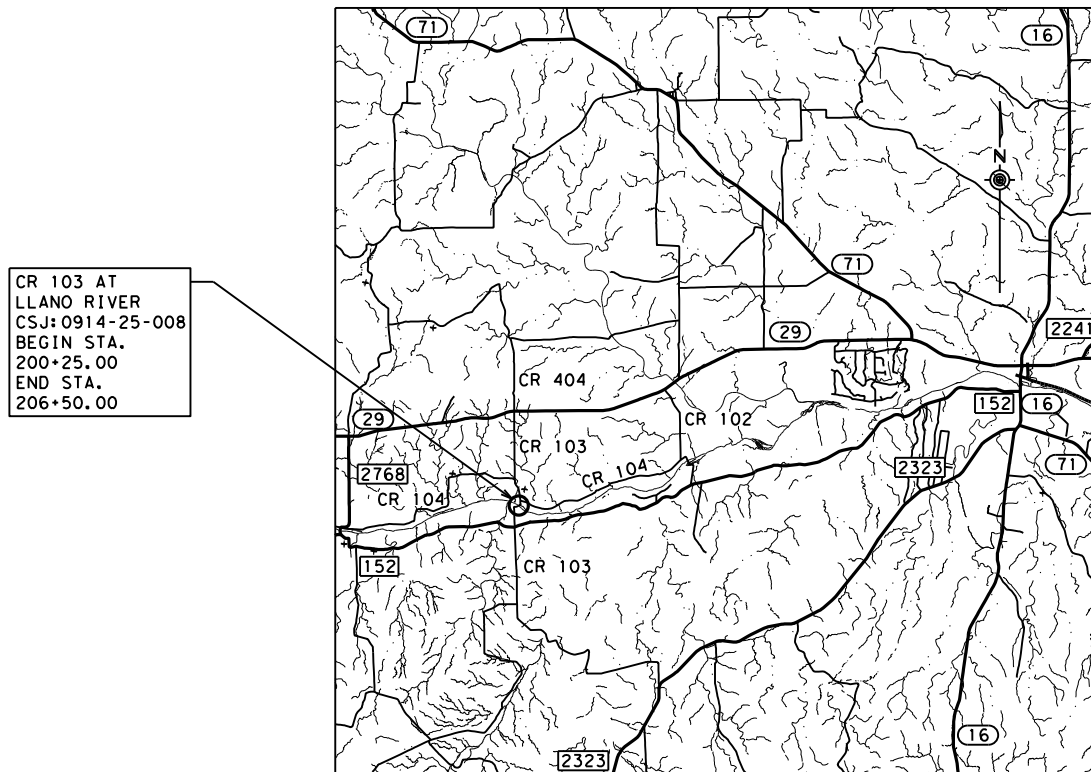 71
16
N
CR 103 AT
LLANO RIVER
CSJ:0914-25-008
BEGIN STA.
200+25.00
END STA.
206+50.00
71
29
2241
CR 404
152
16
29
CR 102
CR 103
71
2768
CR 104
2323
CR 104
152
CR 103
16
2323